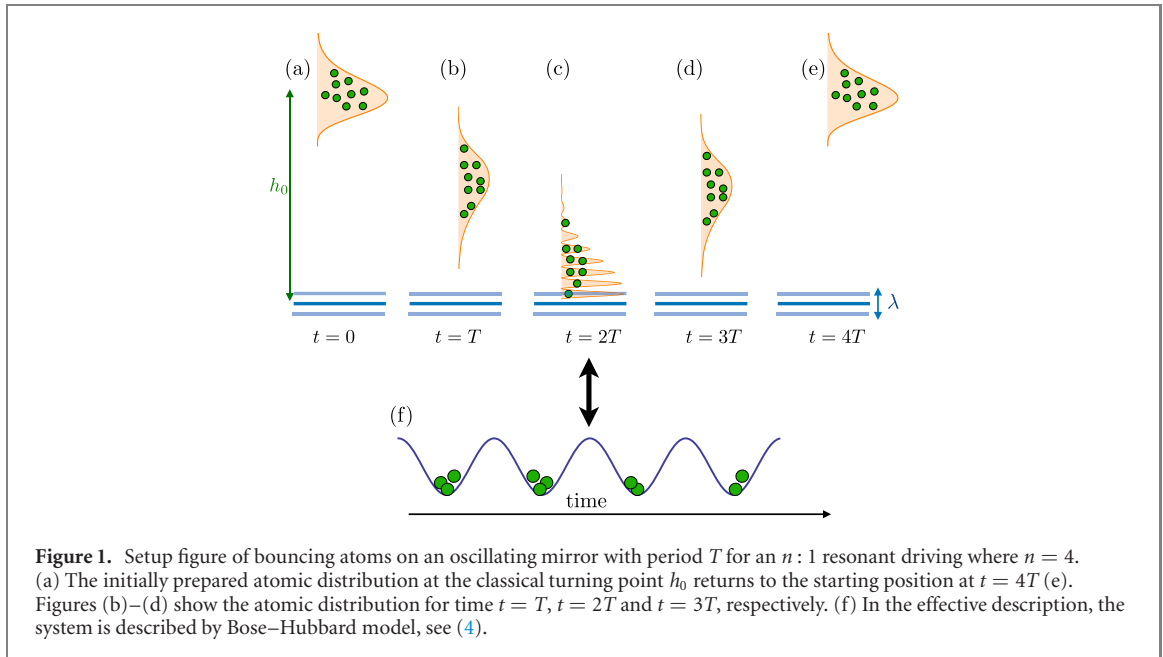 (a) (b) (c) (d) (e)
h₀
λ
t = 0 t = T t = 2T t = 3T t = 4T
(f)
time
Figure 1. Setup figure of bouncing atoms on an oscillating mirror with period T for an n : 1 resonant driving where n = 4.
(a) The initially prepared atomic distribution at the classical turning point h₀ returns to the starting position at t = 4T (e).
Figures (b)–(d) show the atomic distribution for time t = T, t = 2T and t = 3T, respectively. (f) In the effective description, the
system is described by Bose–Hubbard model, see (4).